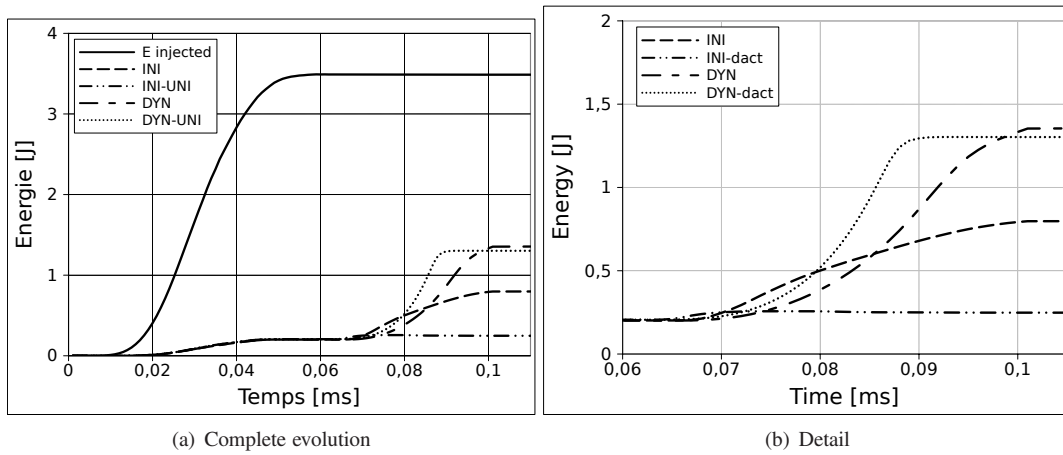 4
3
2
1
0
Energie [J]
E injected
INI
INI-UNI
DYN
DYN-UNI
0 0,02 0,04 0,06 0,08 0,1
Temps [ms]
(a) Complete evolution
2
1,5
1
0,5
0
Energy [J]
INI
INI-dact
DYN
DYN-dact
0,06 0,07 0,08 0,09 0,1
Time [ms]
(b) Detail